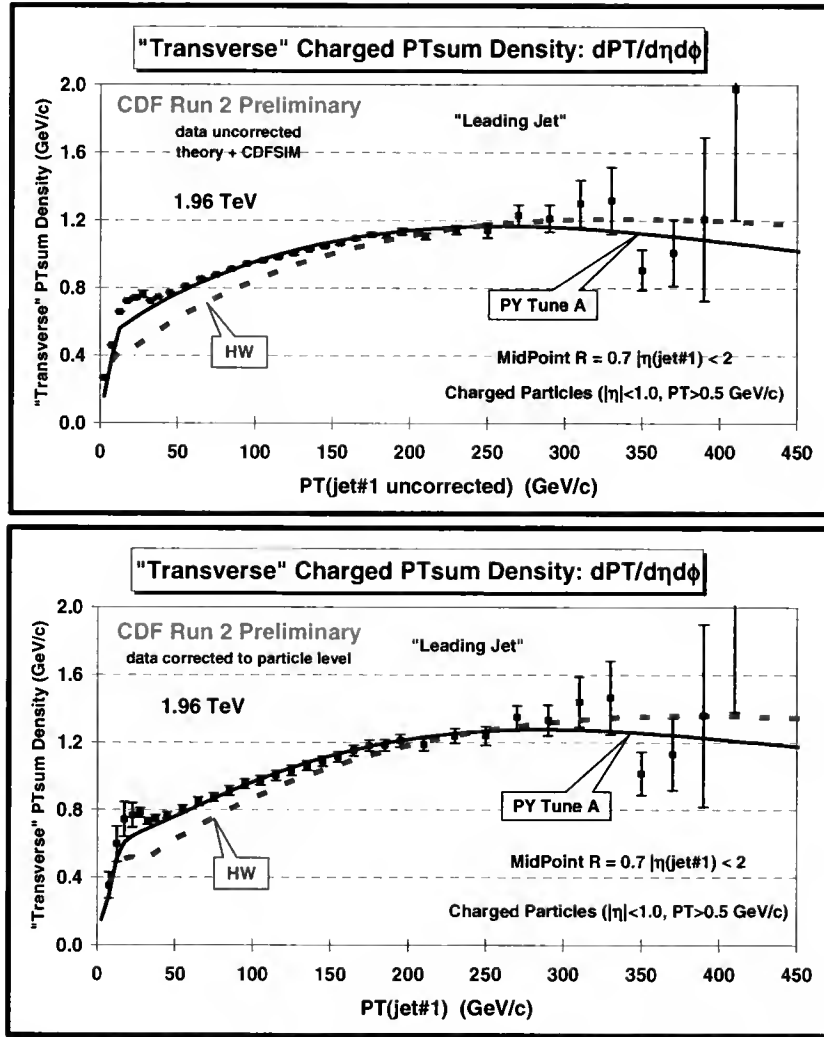 "Transverse" Charged PTsum Density: dPT/dηdϕ
"Transverse" PTsum Density (GeV/c)
2.0
1.6
1.2
0.8
0.4
0.0
CDF Run 2 Preliminary
data uncorrected
theory + CDFSIM
1.96 TeV
"Leading Jet"
PY Tune A
HW
MidPoint R = 0.7 |η(jet#1) < 2
Charged Particles (|η|<1.0, PT>0.5 GeV/c)
0 50 100 150 200 250 300 350 400 450
PT(jet#1 uncorrected) (GeV/c)
"Transverse" Charged PTsum Density: dPT/dηdϕ
"Transverse" PTsum Density (GeV/c)
2.0
1.6
1.2
0.8
0.4
0.0
CDF Run 2 Preliminary
data corrected to particle level
1.96 TeV
"Leading Jet"
PY Tune A
HW
MidPoint R = 0.7 |η(jet#1) < 2
Charged Particles (|η|<1.0, PT>0.5 GeV/c)
0 50 100 150 200 250 300 350 400 450
PT(jet#1) (GeV/c)